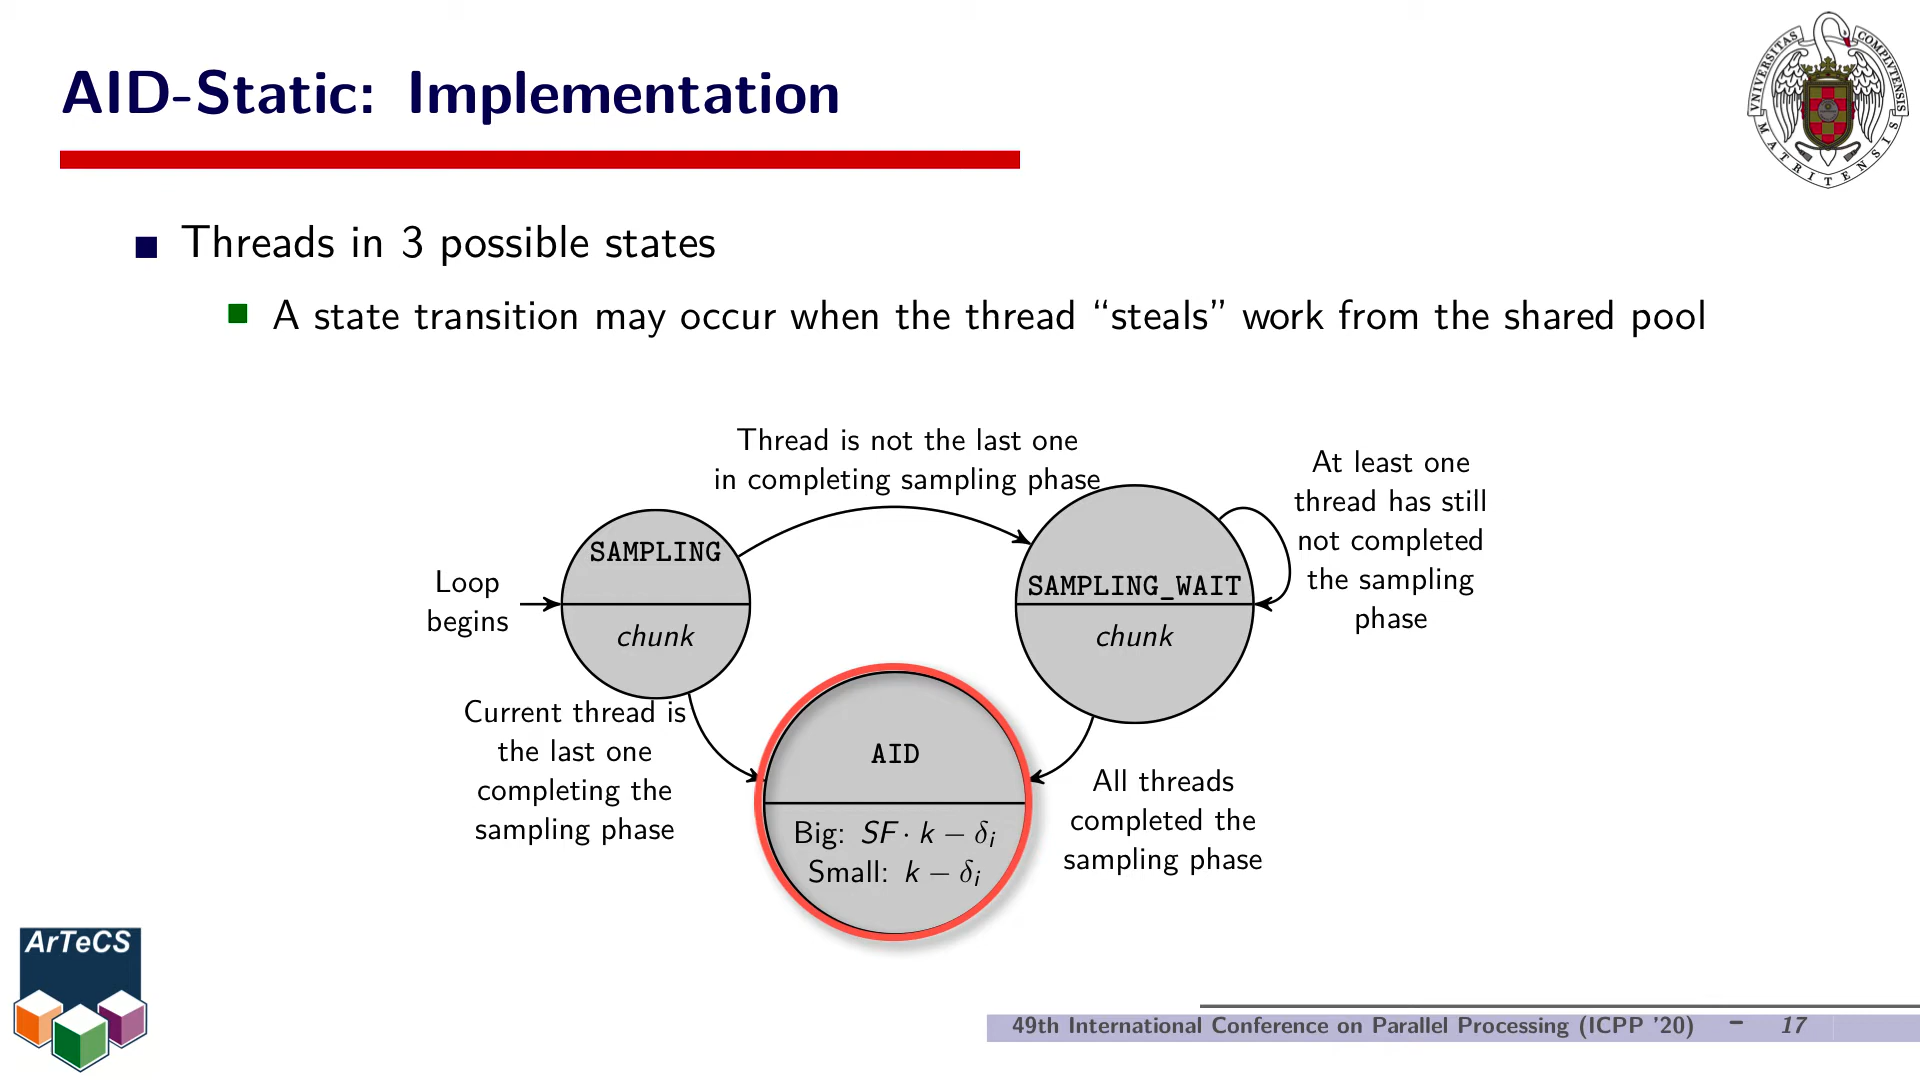 AID-Static: Implementation
VNIVERSITAS COMPLVTENSIS
MATRITENSIS
Threads in 3 possible states
A state transition may occur when the thread “steals” work from the shared pool
Thread is not the last one
in completing sampling phase
At least one
thread has still
not completed
the sampling
phase
SAMPLING
chunk
Loop
begins
SAMPLING_WAIT
chunk
Current thread is
the last one
completing the
sampling phase
AID
Big: SF · k − δi
Small: k − δi
All threads
completed the
sampling phase
ArTeCS
49th International Conference on Parallel Processing (ICPP ’20) – 17